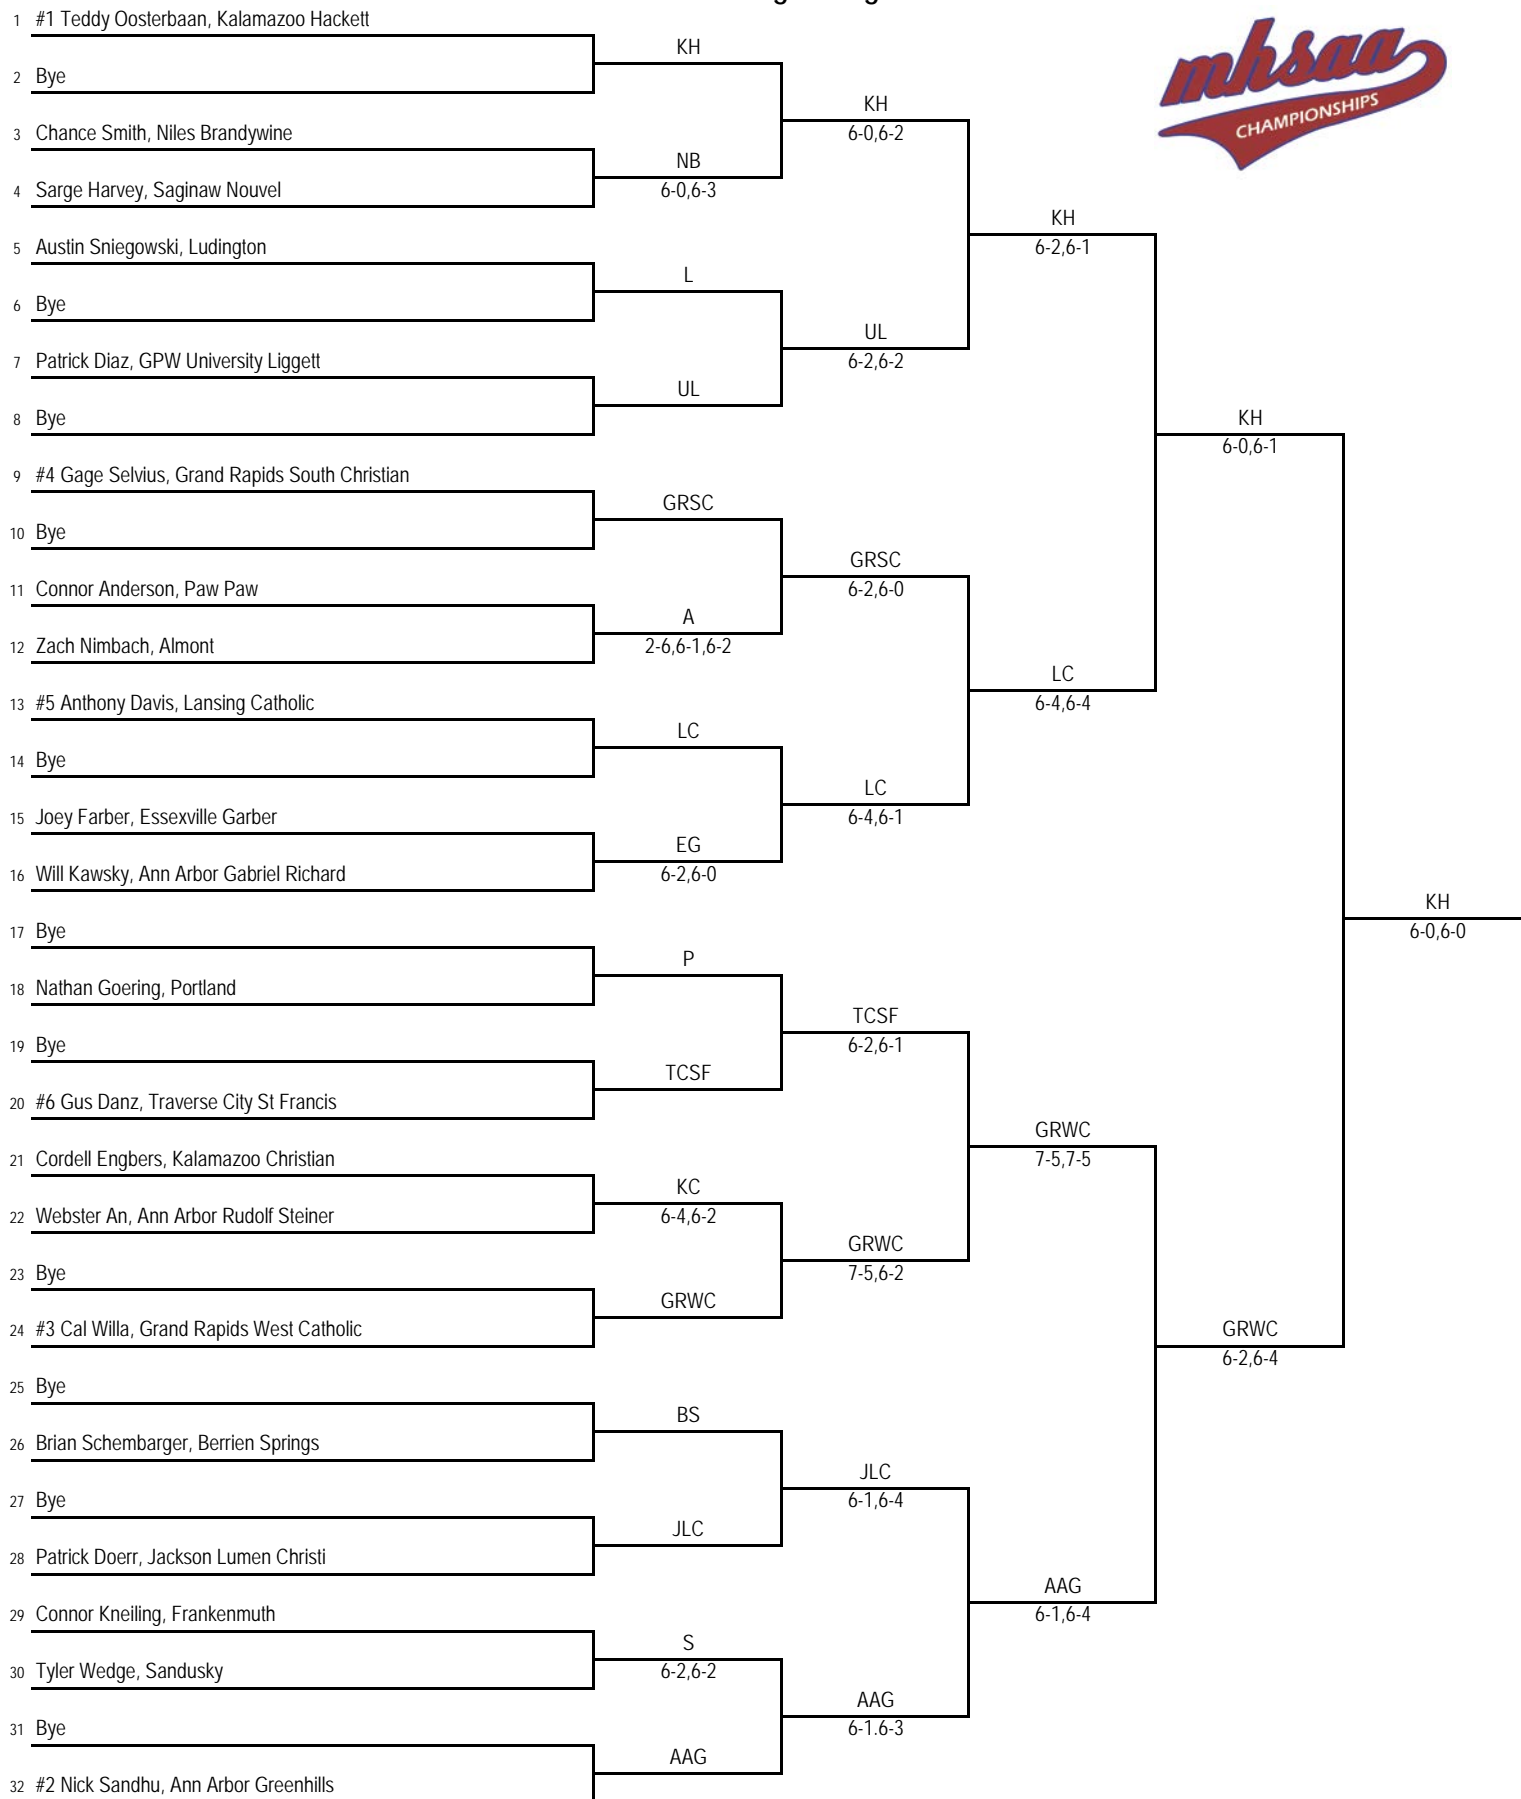 mhsaa
CHAMPIONSHIPS
1 #1 Teddy Oosterbaan, Kalamazoo Hackett
KH
2 Bye
KH
6-0,6-2
3 Chance Smith, Niles Brandywine
NB
6-0,6-3
4 Sarge Harvey, Saginaw Nouvel
KH
6-2,6-1
5 Austin Sniegowski, Ludington
L
6 Bye
UL
6-2,6-2
7 Patrick Diaz, GPW University Liggett
UL
8 Bye
KH
6-0,6-1
9 #4 Gage Selvius, Grand Rapids South Christian
GRSC
10 Bye
GRSC
6-2,6-0
11 Connor Anderson, Paw Paw
A
2-6,6-1,6-2
12 Zach Nimbach, Almont
LC
6-4,6-4
13 #5 Anthony Davis, Lansing Catholic
LC
14 Bye
LC
6-4,6-1
15 Joey Farber, Essexville Garber
EG
6-2,6-0
16 Will Kawsky, Ann Arbor Gabriel Richard
KH
6-0,6-0
17 Bye
P
18 Nathan Goering, Portland
TCSF
6-2,6-1
19 Bye
TCSF
20 #6 Gus Danz, Traverse City St Francis
GRWC
7-5,7-5
21 Cordell Engbers, Kalamazoo Christian
KC
6-4,6-2
22 Webster An, Ann Arbor Rudolf Steiner
GRWC
7-5,6-2
23 Bye
GRWC
24 #3 Cal Willa, Grand Rapids West Catholic
GRWC
6-2,6-4
25 Bye
BS
26 Brian Schembarger, Berrien Springs
JLC
6-1,6-4
27 Bye
JLC
28 Patrick Doerr, Jackson Lumen Christi
AAG
6-1,6-4
29 Connor Kneiling, Frankenmuth
S
6-2,6-2
30 Tyler Wedge, Sandusky
AAG
6-1.6-3
31 Bye
AAG
32 #2 Nick Sandhu, Ann Arbor Greenhills